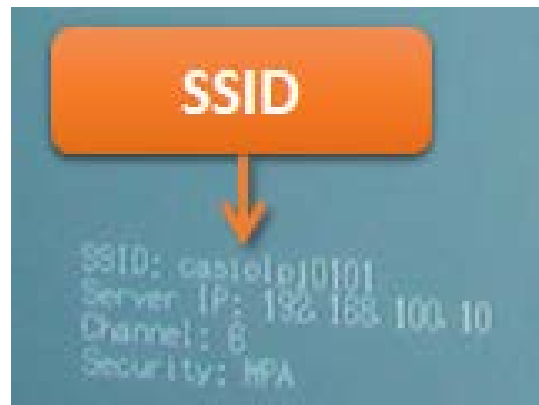 SSID
SSID: casiolpj0101
Server IP: 192.168.100.10
Channel: 6
Security: WPA